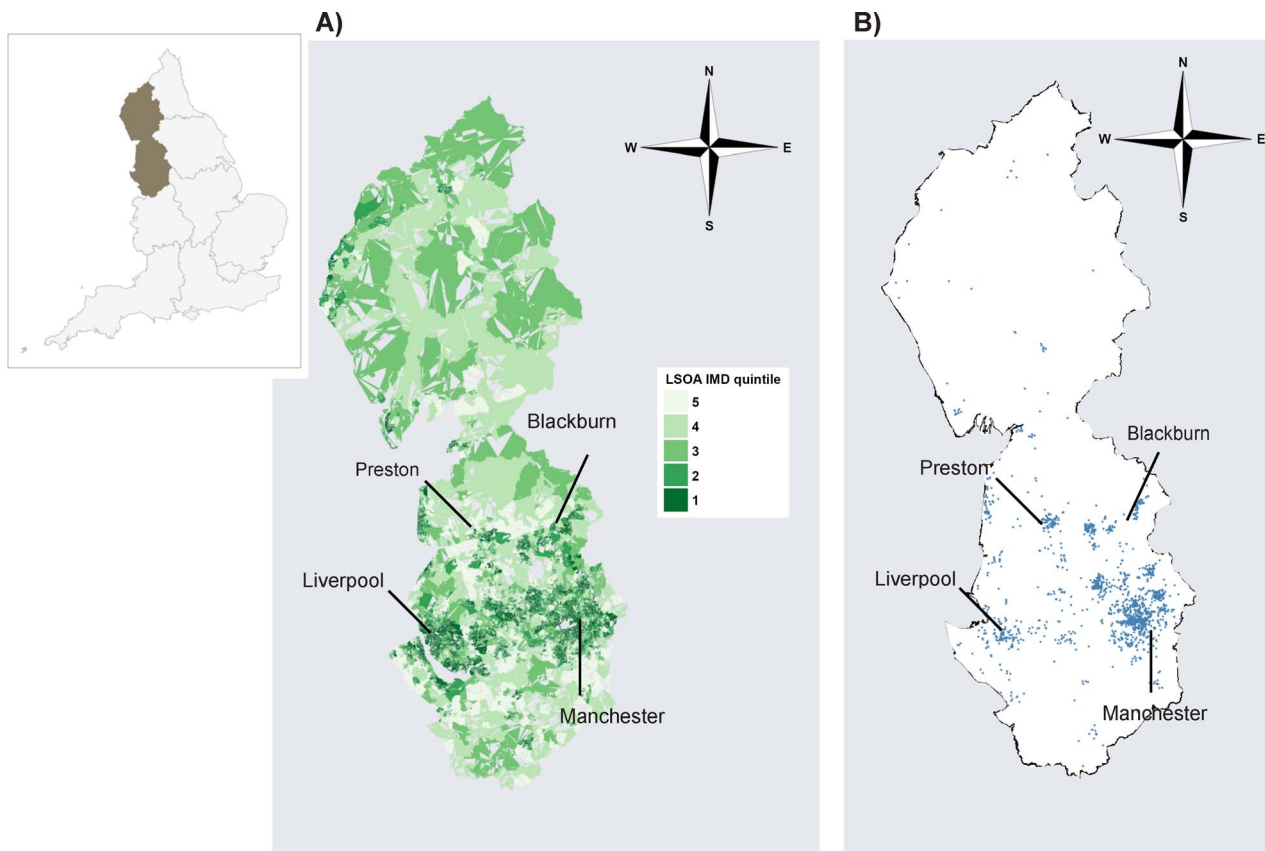 A)
N
W
E
S
LSOA IMD quintile
5
4
3
2
1
Blackburn
Preston
Liverpool
Manchester
B)
N
W
E
S
Blackburn
Preston
Liverpool
Manchester